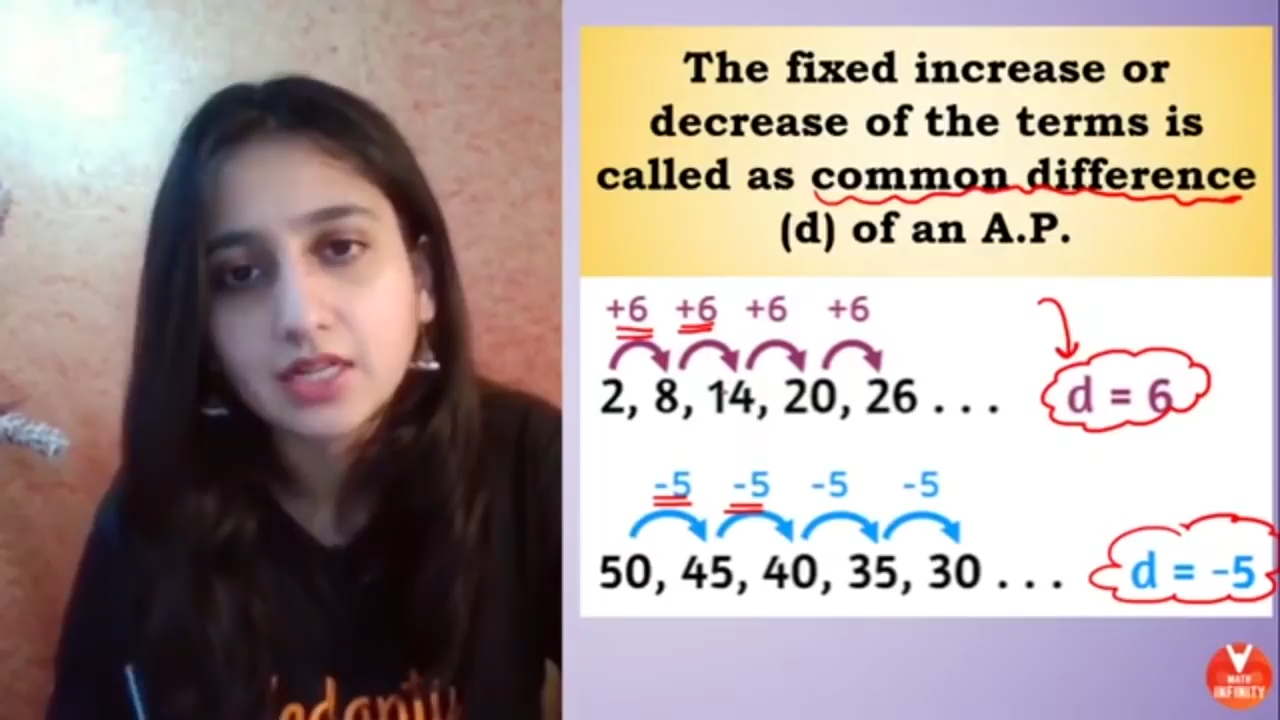 The fixed increase or
decrease of the terms is
called as common difference
(d) of an A.P.
+6 +6 +6 +6
2, 8, 14, 20, 26 . . .
d = 6
-5 -5 -5 -5
50, 45, 40, 35, 30 . . .
d = -5
MATH
INFINITY